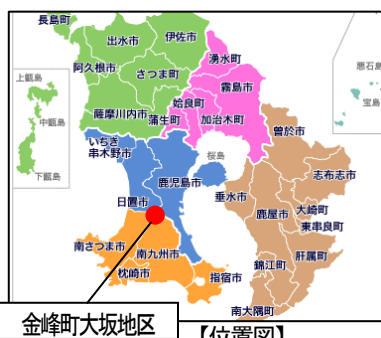 長島町
出水市
伊佐市
阿久根市
さつま町
湧水町
霧島市
上甑島
中甑島
下甑島
薩摩川内市
姶良町
蒲生町
加治木町
曽於市
悪石島
宝島
いちき
串木野市
鹿児島市
桜島
志布志市
日置市
垂水市
鹿屋市
大崎町
東串良町
南さつま市
南九州市
肝属町
錦江町
枕崎市
指宿市
南大隅町
金峰町大坂地区
【位置図】